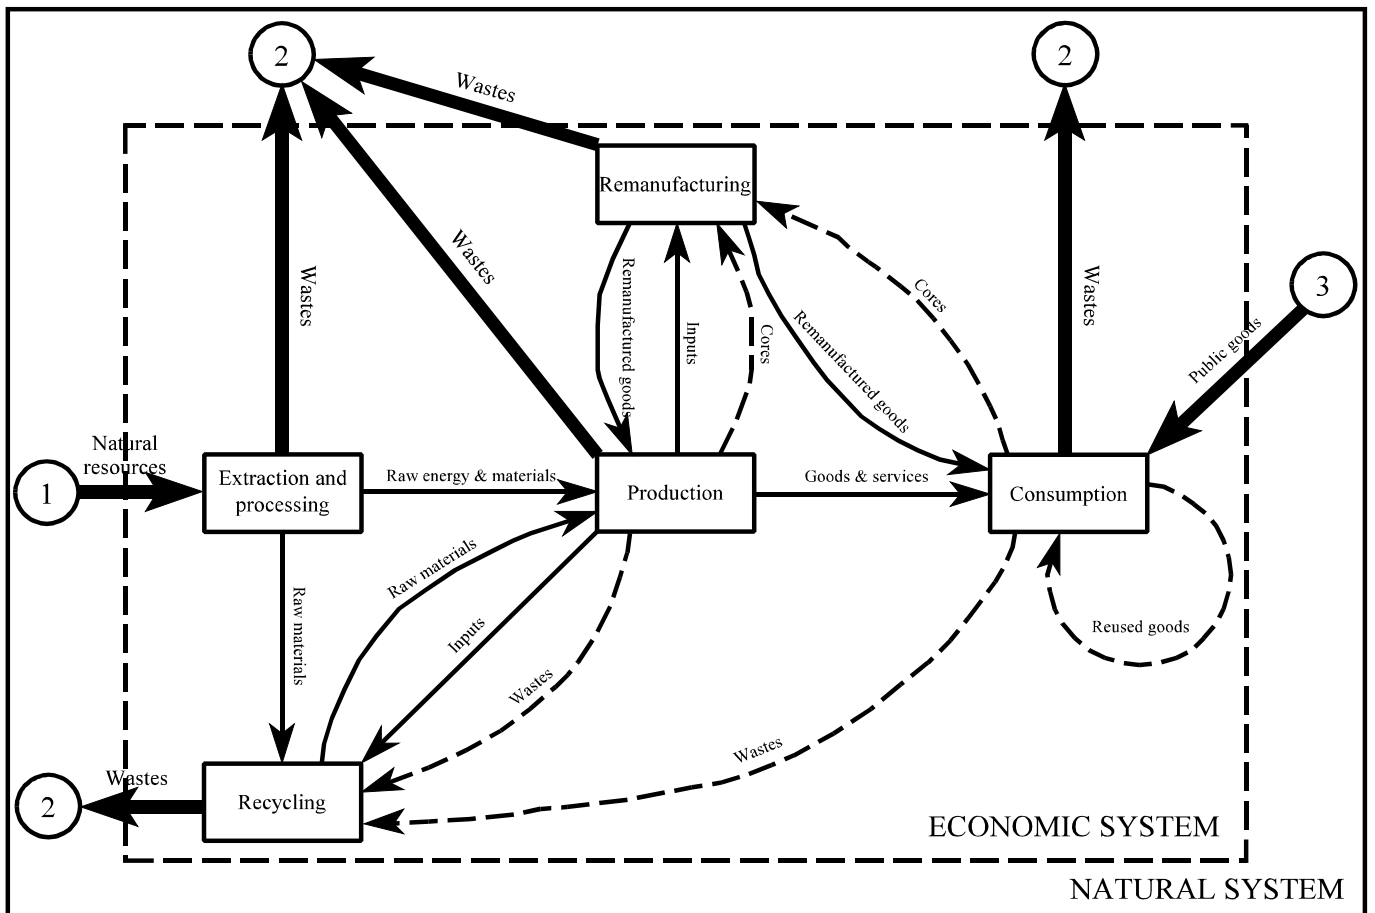 2
2
Wastes
Remanufacturing
Wastes
Wastes
Wastes
Cores
3
Public goods
Remanufactured goods
Inputs
Cores
Remanufactured goods
Natural
resources
1
Extraction and
processing
Raw energy & materials
Production
Goods & services
Consumption
Raw materials
Raw materials
Inputs
Wastes
Reused goods
Wastes
Wastes
2
Recycling
ECONOMIC SYSTEM
NATURAL SYSTEM